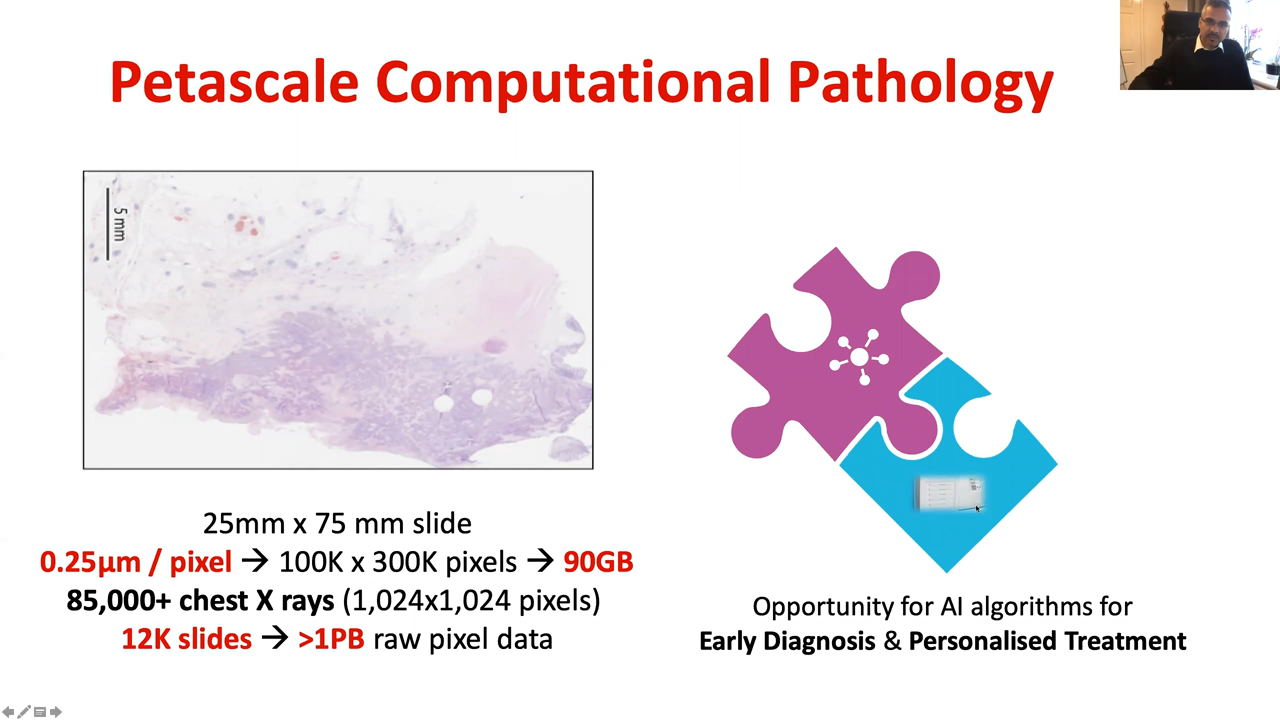 Petascale Computational Pathology
5 mm
25mm x 75 mm slide
0.25µm / pixel → 100K x 300K pixels → 90GB
85,000+ chest X rays (1,024x1,024 pixels)
12K slides → >1PB raw pixel data
Opportunity for AI algorithms for
Early Diagnosis & Personalised Treatment